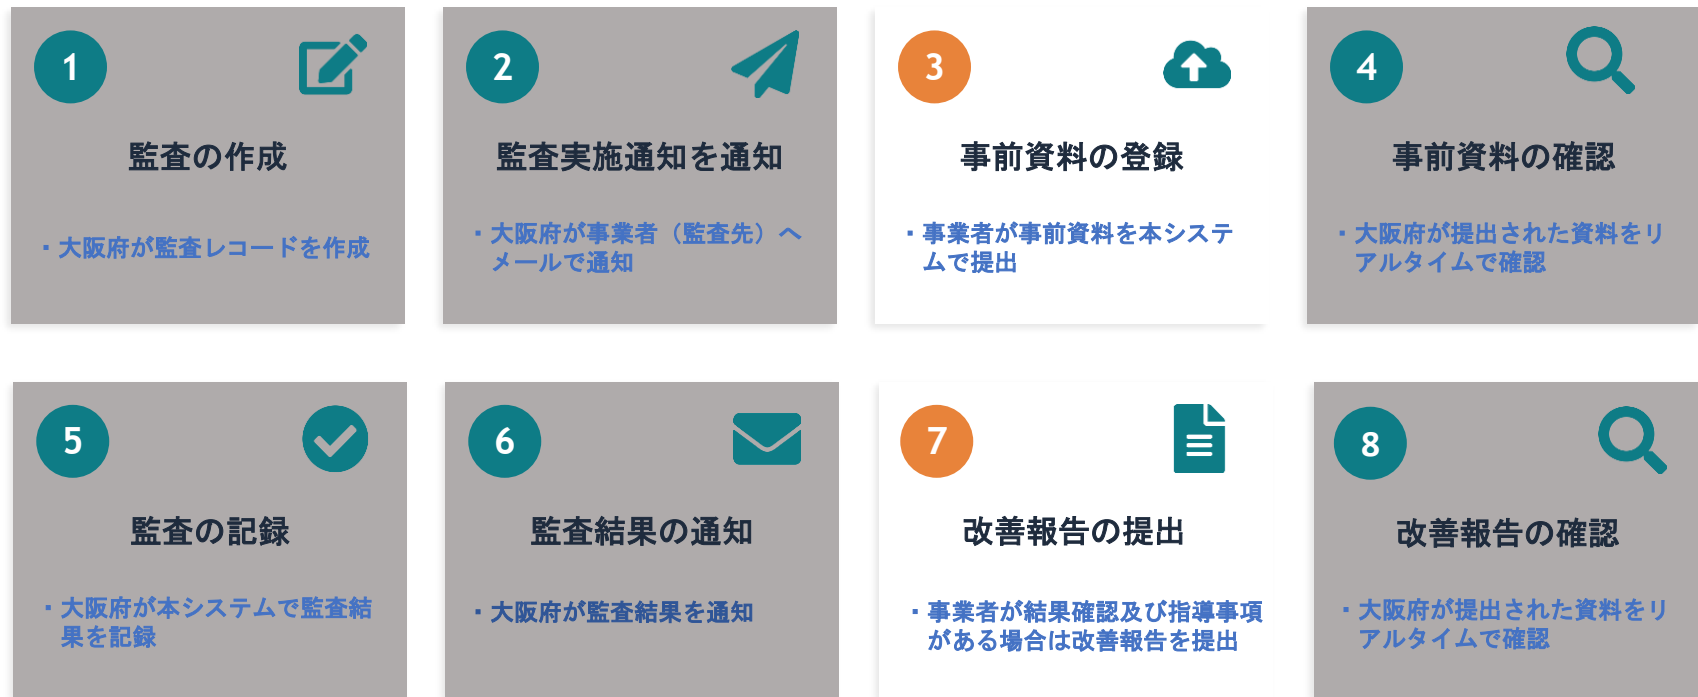 1
監査の作成
・大阪府が監査レコードを作成
2
監査実施通知を通知
・大阪府が事業者（監査先）へ
メールで通知
3
事前資料の登録
・事業者が事前資料を本システ
ムで提出
4
事前資料の確認
・大阪府が提出された資料をリ
アルタイムで確認
5
監査の記録
・大阪府が本システムで監査結
果を記録
6
監査結果の通知
・大阪府が監査結果を通知
7
改善報告の提出
・事業者が結果確認及び指導事項
がある場合は改善報告を提出
8
改善報告の確認
・大阪府が提出された資料をリ
アルタイムで確認